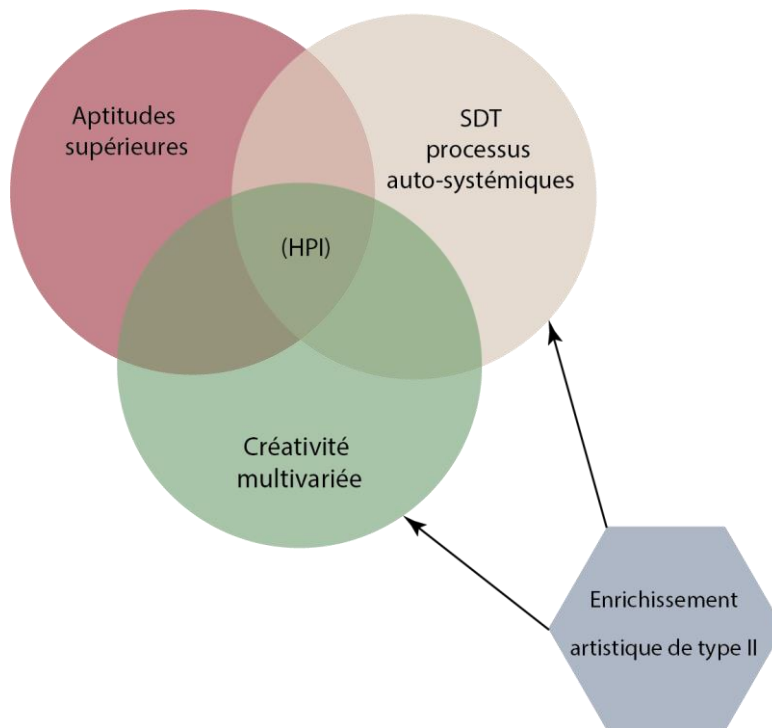 Aptitudes
supérieures
SDT
processus
auto-systémiques
(HPI)
Créativité
multivariée
Enrichissement
artistique de type II